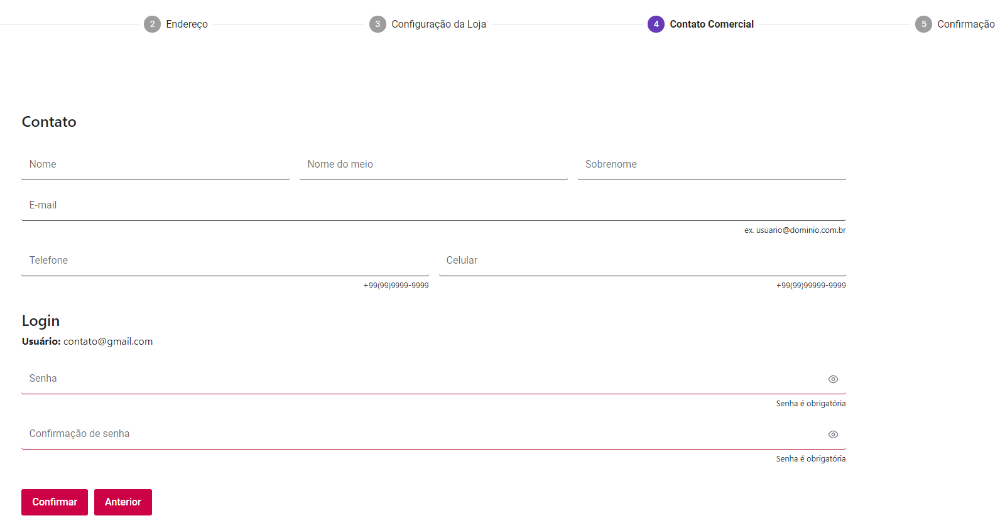 2 Endereço 3 Configuração da Loja 4 Contato Comercial 5 Confirmação
Contato
Nome Nome do meio Sobrenome
E-mail
ex. usuario@dominio.com.br
Telefone Celular
+99(99)9999-9999 +99(99)99999-9999
Login
Usuário: contato@gmail.com
Senha
Senha é obrigatória
Confirmação de senha
Senha é obrigatória
Confirmar Anterior